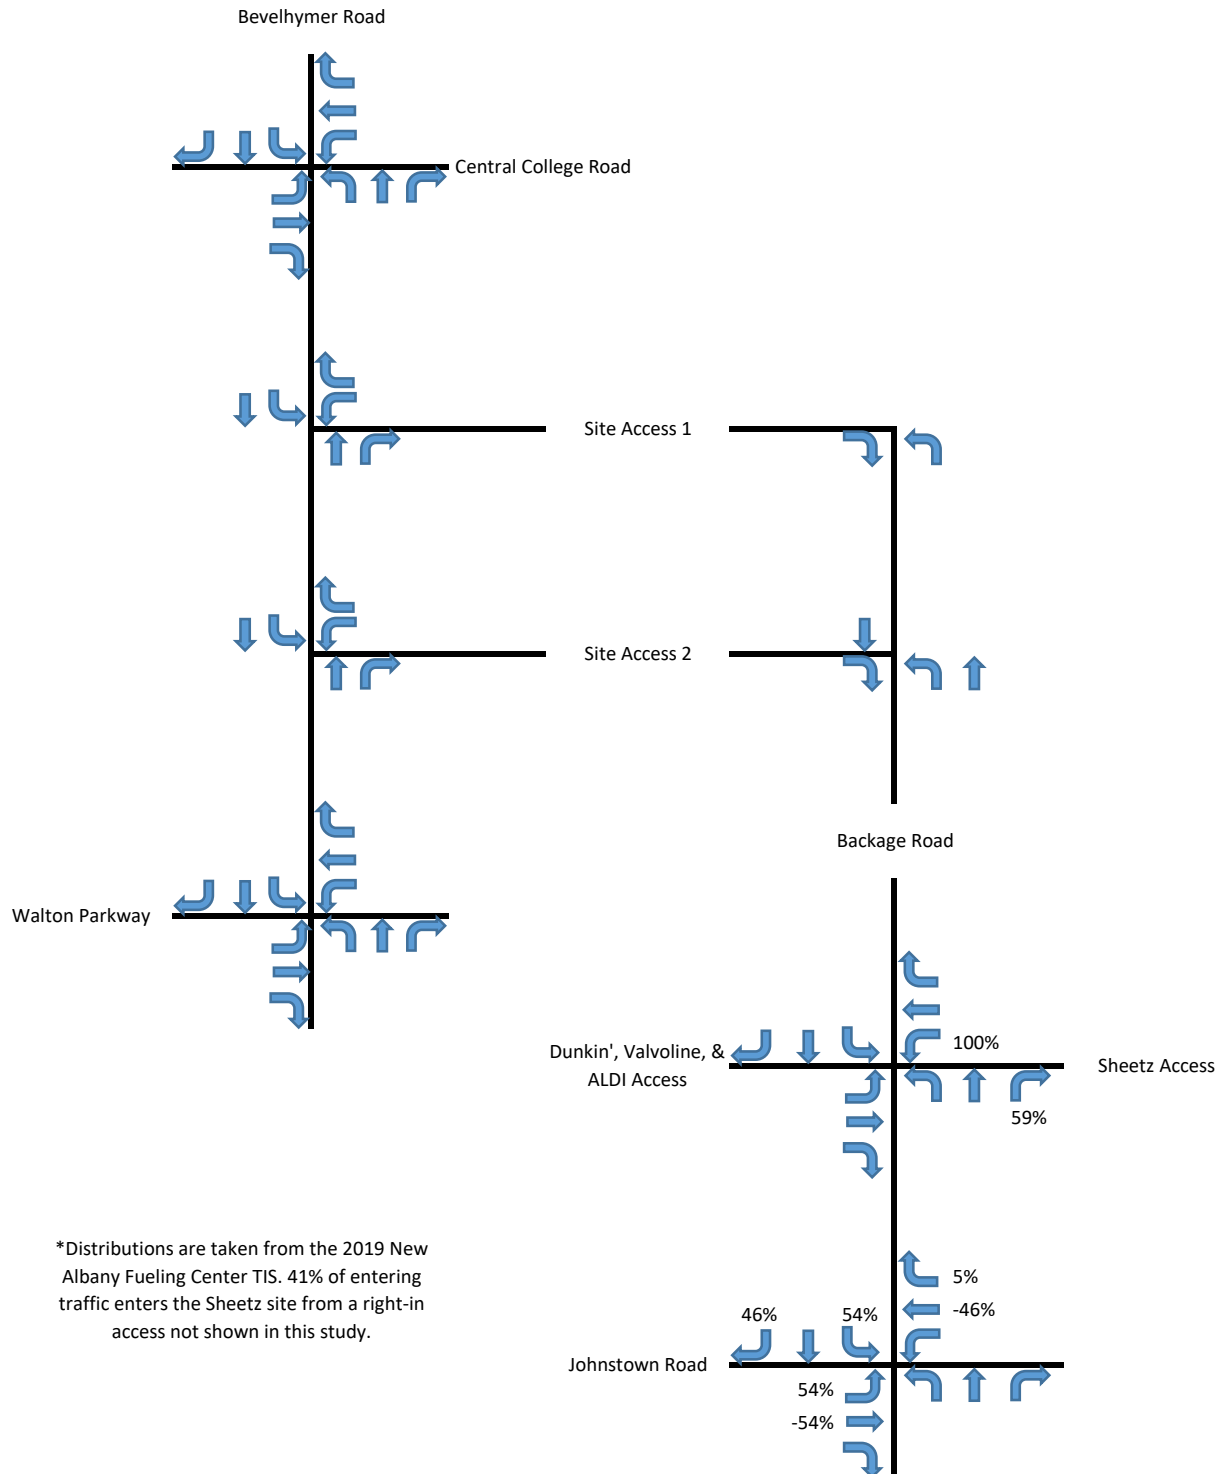 Bevelhymer Road
Central College Road
Site Access 1
Site Access 2
Backage Road
Walton Parkway
Dunkin', Valvoline, &
ALDI Access
100%
Sheetz Access
59%
*Distributions are taken from the 2019 New
Albany Fueling Center TIS. 41% of entering
traffic enters the Sheetz site from a right-in
access not shown in this study.
5%
-46%
46%
54%
Johnstown Road
54%
-54%